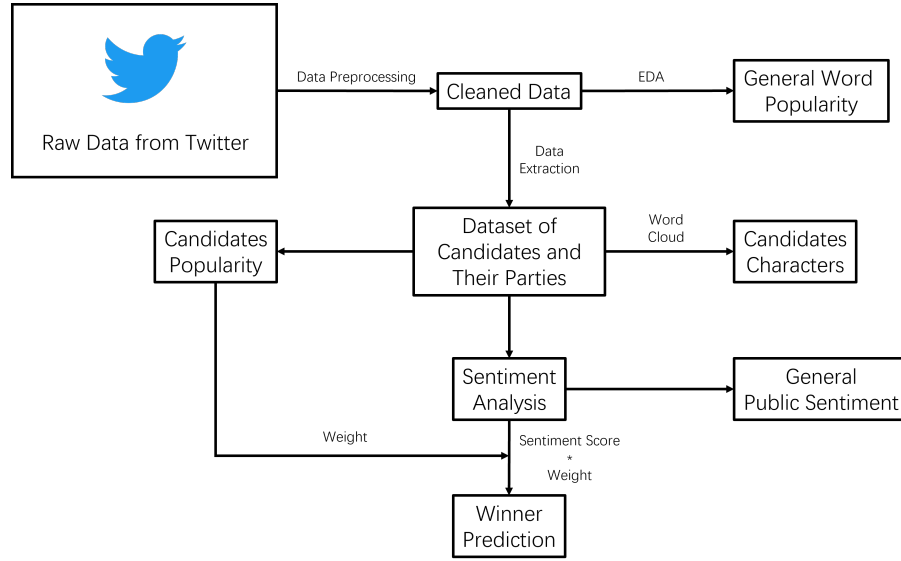 Raw Data from Twitter
Data Preprocessing
Cleaned Data
EDA
General Word
Popularity
Data
Extraction
Candidates
Popularity
Dataset of
Candidates and
Their Parties
Word
Cloud
Candidates
Characters
Sentiment
Analysis
General
Public Sentiment
Weight
Sentiment Score
*
Weight
Winner
Prediction